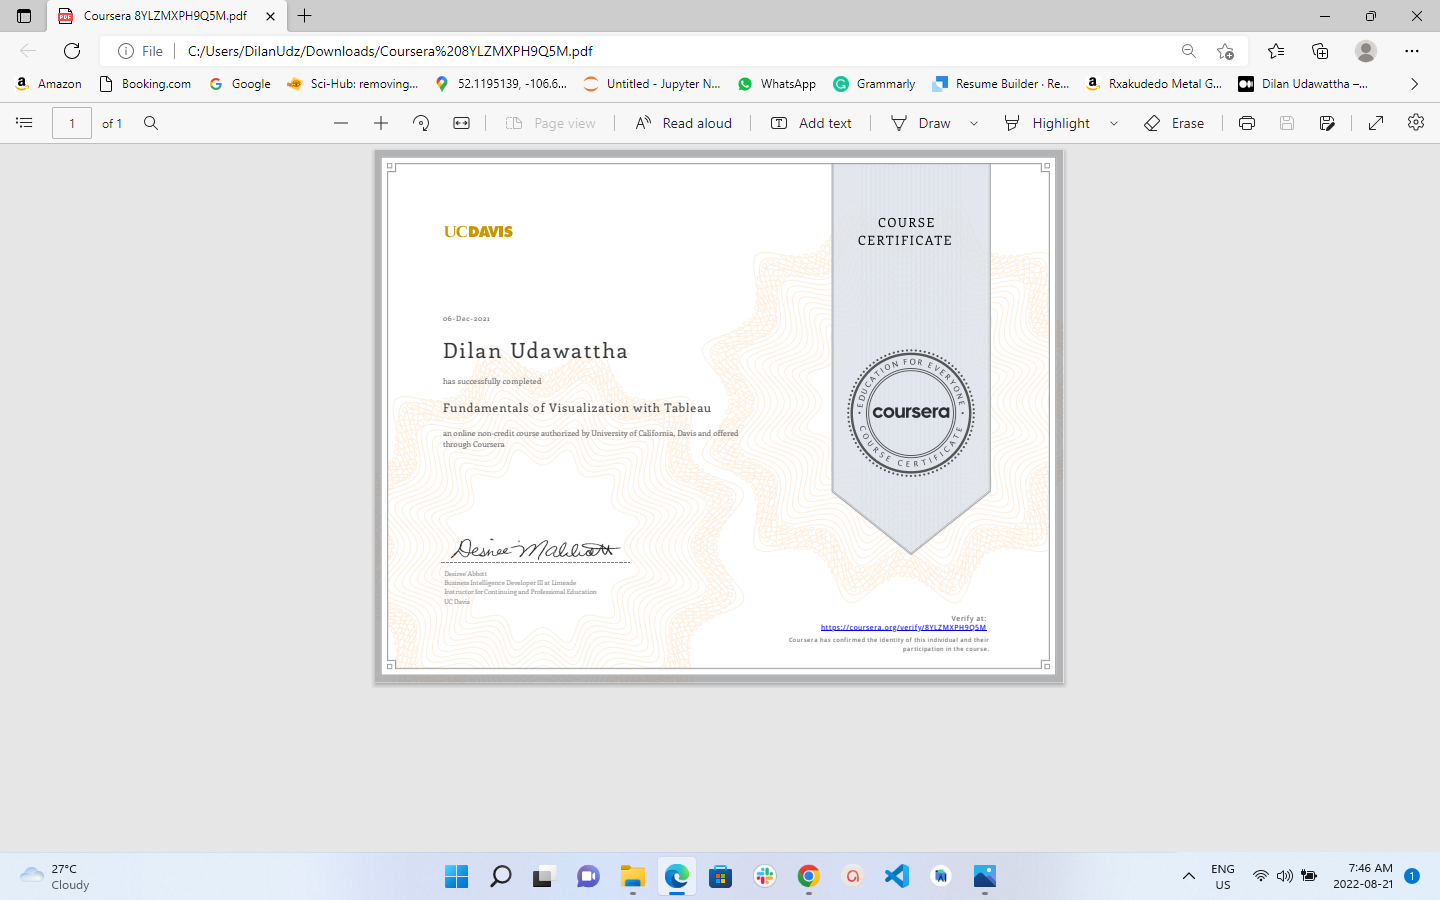 Coursera 8YLZMXPH9Q5M.pdf
File
C:/Users/DilanUdz/Downloads/Coursera%208YLZMXPH9Q5M.pdf
Amazon
Booking.com
Google
Sci-Hub: removing...
52.1195139, -106.6...
Untitled - Jupyter N...
WhatsApp
Grammarly
Resume Builder · Re...
Rxakudedo Metal G...
Dilan Udawattha –...
1 of 1
Page view
Read aloud
Add text
Draw
Highlight
Erase
UCDAVIS
COURSE
CERTIFICATE
06-Dec-2021
Dilan Udawattha
has successfully completed
Fundamentals of Visualization with Tableau
an online non-credit course authorized by University of California, Davis and offered
through Coursera
EDUCATION FOR EVERYONE
coursera
COURSE CERTIFICATE
Desiree' Abbott
Business Intelligence Developer III at Limeade
Instructor for Continuing and Professional Education
UC Davis
Verify at:
https://coursera.org/verify/8YLZMXPH9Q5M
Coursera has confirmed the identity of this individual and their
participation in the course.
27°C
Cloudy
ENG
US
7:46 AM
2022-08-21
1